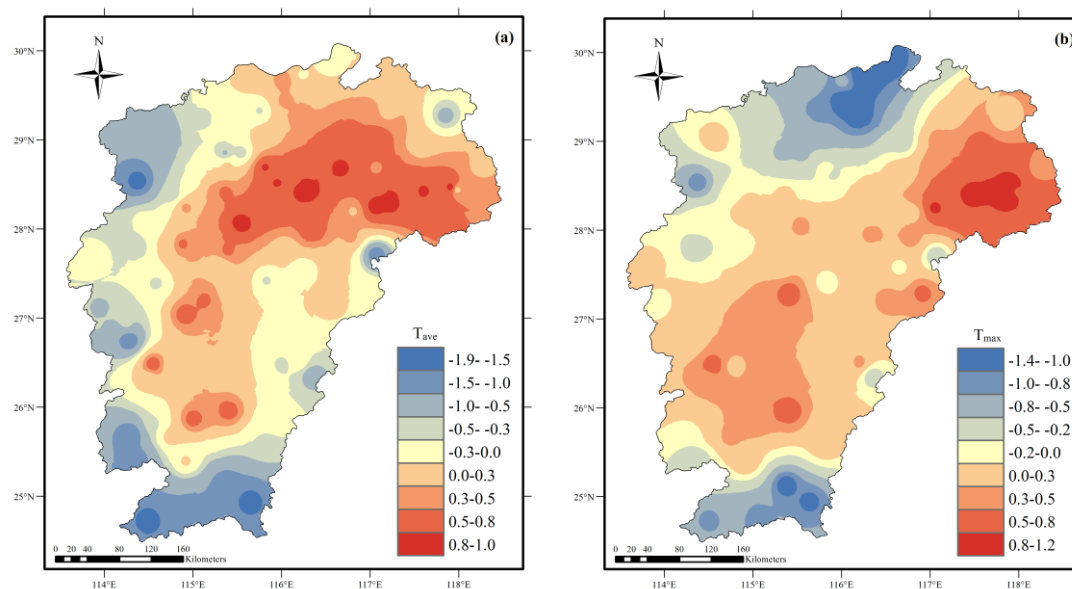 (a)
N
30°N
29°N
28°N
27°N
26°N
25°N
T_ave
-1.9- -1.5
-1.5- -1.0
-1.0- -0.5
-0.5- -0.3
-0.3-0.0
0.0-0.3
0.3-0.5
0.5-0.8
0.8-1.0
0 20 40 80 120 160
Kilometers
114°E 115°E 116°E 117°E 118°E
(b)
N
30°N
29°N
28°N
27°N
26°N
25°N
T_max
-1.4- -1.0
-1.0- -0.8
-0.8- -0.5
-0.5- -0.2
-0.2-0.0
0.0-0.3
0.3-0.5
0.5-0.8
0.8-1.2
0 20 40 80 120 160
Kilometers
114°E 115°E 116°E 117°E 118°E